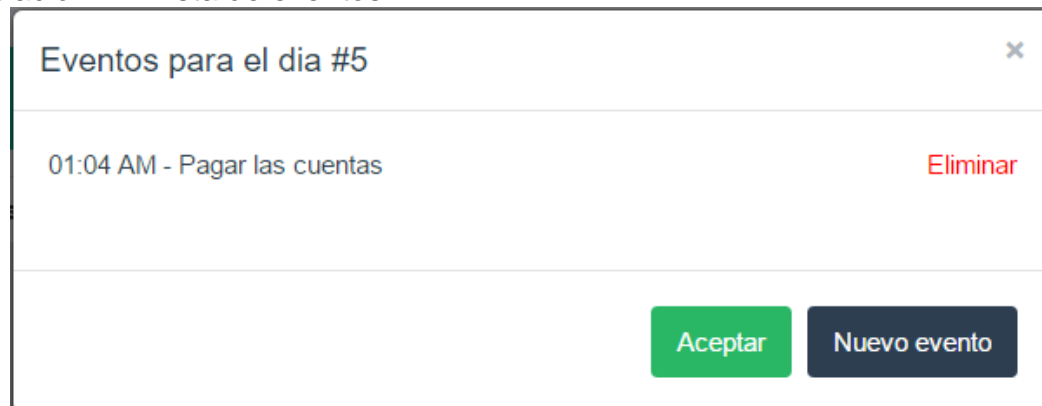 Eventos para el dia #5 ×
01:04 AM - Pagar las cuentas Eliminar
Aceptar Nuevo evento